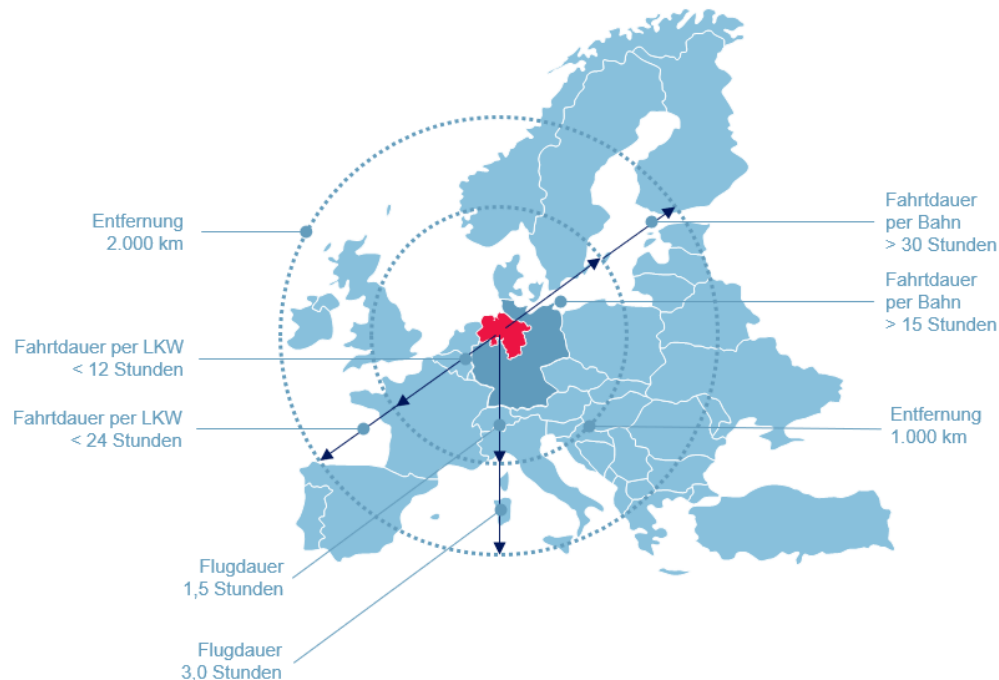 Entfernung
2.000 km
Fahrtdauer per LKW
< 12 Stunden
Fahrtdauer per LKW
< 24 Stunden
Flugdauer
1,5 Stunden
Flugdauer
3,0 Stunden
Fahrtdauer
per Bahn
> 30 Stunden
Fahrtdauer
per Bahn
> 15 Stunden
Entfernung
1.000 km